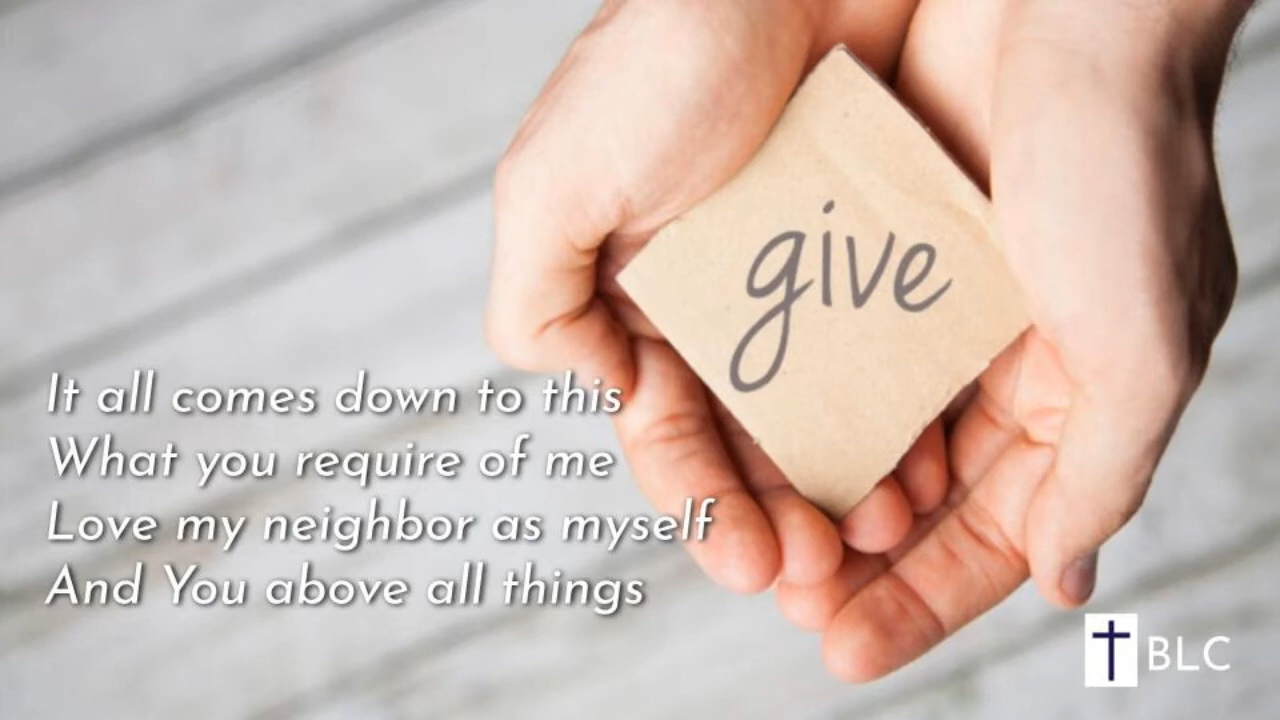 give
It all comes down to this
What you require of me
Love my neighbor as myself
And You above all things
BLC